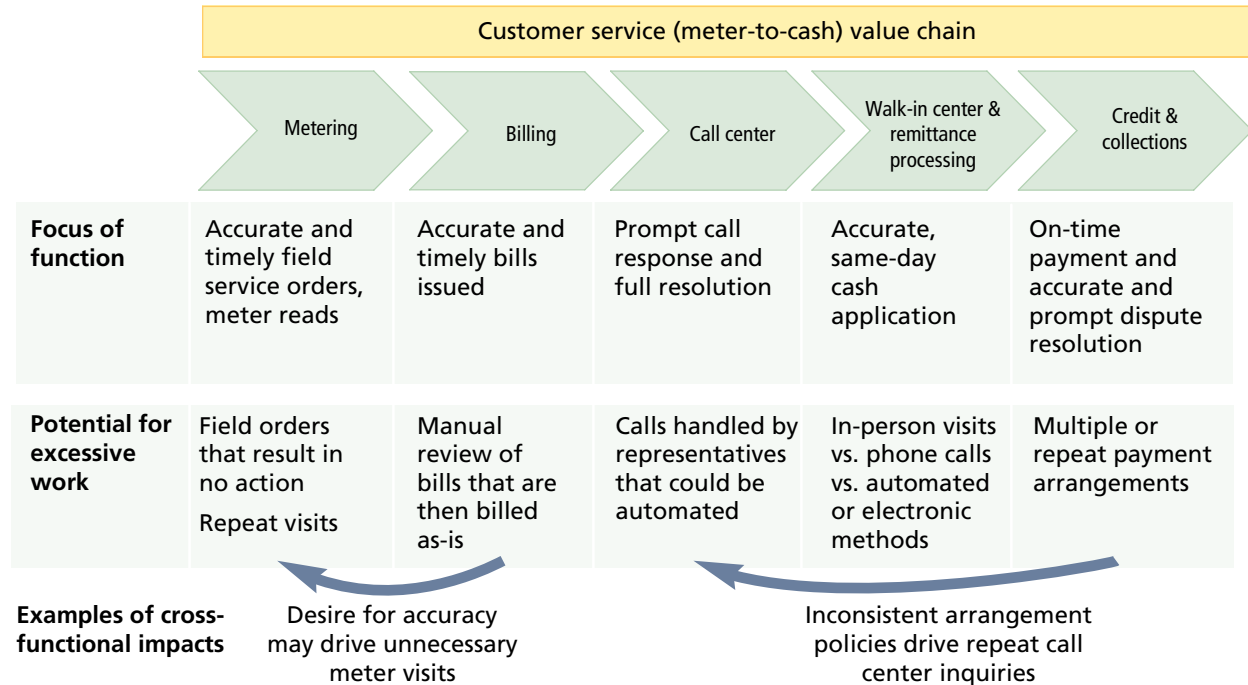 Customer service (meter-to-cash) value chain
Metering
Billing
Call center
Walk-in center &
remittance
processing
Credit &
collections
Focus of
function
Accurate and
timely field
service orders,
meter reads
Accurate and
timely bills
issued
Prompt call
response and
full resolution
Accurate,
same-day
cash
application
On-time
payment and
accurate and
prompt dispute
resolution
Potential for
excessive
work
Field orders
that result in
no action
Repeat visits
Manual
review of
bills that are
then billed
as-is
Calls handled by
representatives
that could be
automated
In-person visits
vs. phone calls
vs. automated
or electronic
methods
Multiple or
repeat payment
arrangements
Examples of cross-
functional impacts
Desire for accuracy
may drive unnecessary
meter visits
Inconsistent arrangement
policies drive repeat call
center inquiries